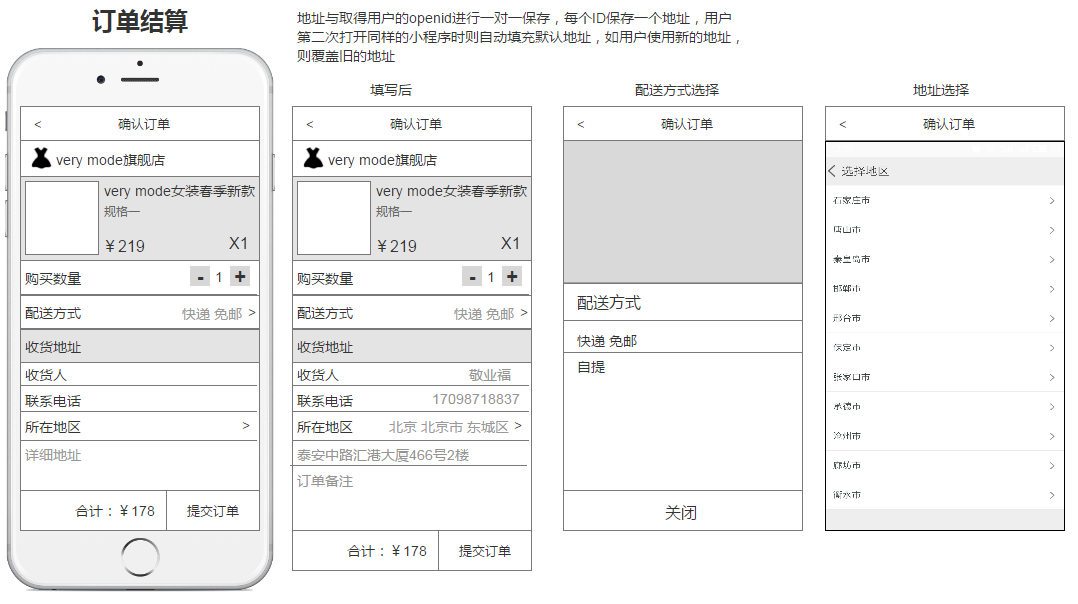 订单结算
地址与取得用户的openid进行一对一保存，每个ID保存一个地址，用户
第二次打开同样的小程序时则自动填充默认地址，如用户使用新的地址，
则覆盖旧的地址
<
确认订单
very mode旗舰店
very mode女装春季新款
规格一
￥219
X1
购买数量
- 1 +
配送方式
快递 免邮 >
收货地址
收货人
联系电话
所在地区 >
详细地址
合计：￥178
提交订单
填写后
<
确认订单
very mode旗舰店
very mode女装春季新款
规格一
￥219
X1
购买数量
- 1 +
配送方式
快递 免邮 >
收货地址
收货人
敬业福
联系电话
17098718837
所在地区
北京 北京市 东城区 >
泰安中路汇港大厦466号2楼
订单备注
合计：￥178
提交订单
配送方式选择
<
确认订单
配送方式
快递 免邮
自提
关闭
地址选择
<
确认订单
< 选择地区
石家庄市 >
唐山市 >
秦皇岛市 >
邯郸市 >
邢台市 >
保定市 >
张家口市 >
承德市 >
沧州市 >
廊坊市 >
衡水市 >